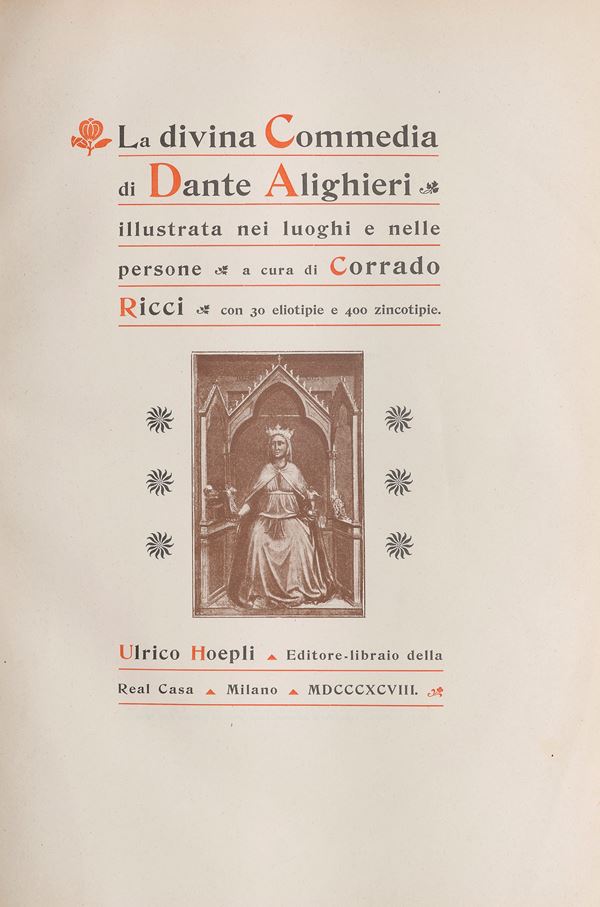 La divina Commedia
di Dante Alighieri
illustrata nei luoghi e nelle
persone a cura di Corrado
Ricci con 30 eliotipie e 400 zincotipie.
Ulrico Hoepli Editore-libraio della
Real Casa Milano MDCCCXCVIII.